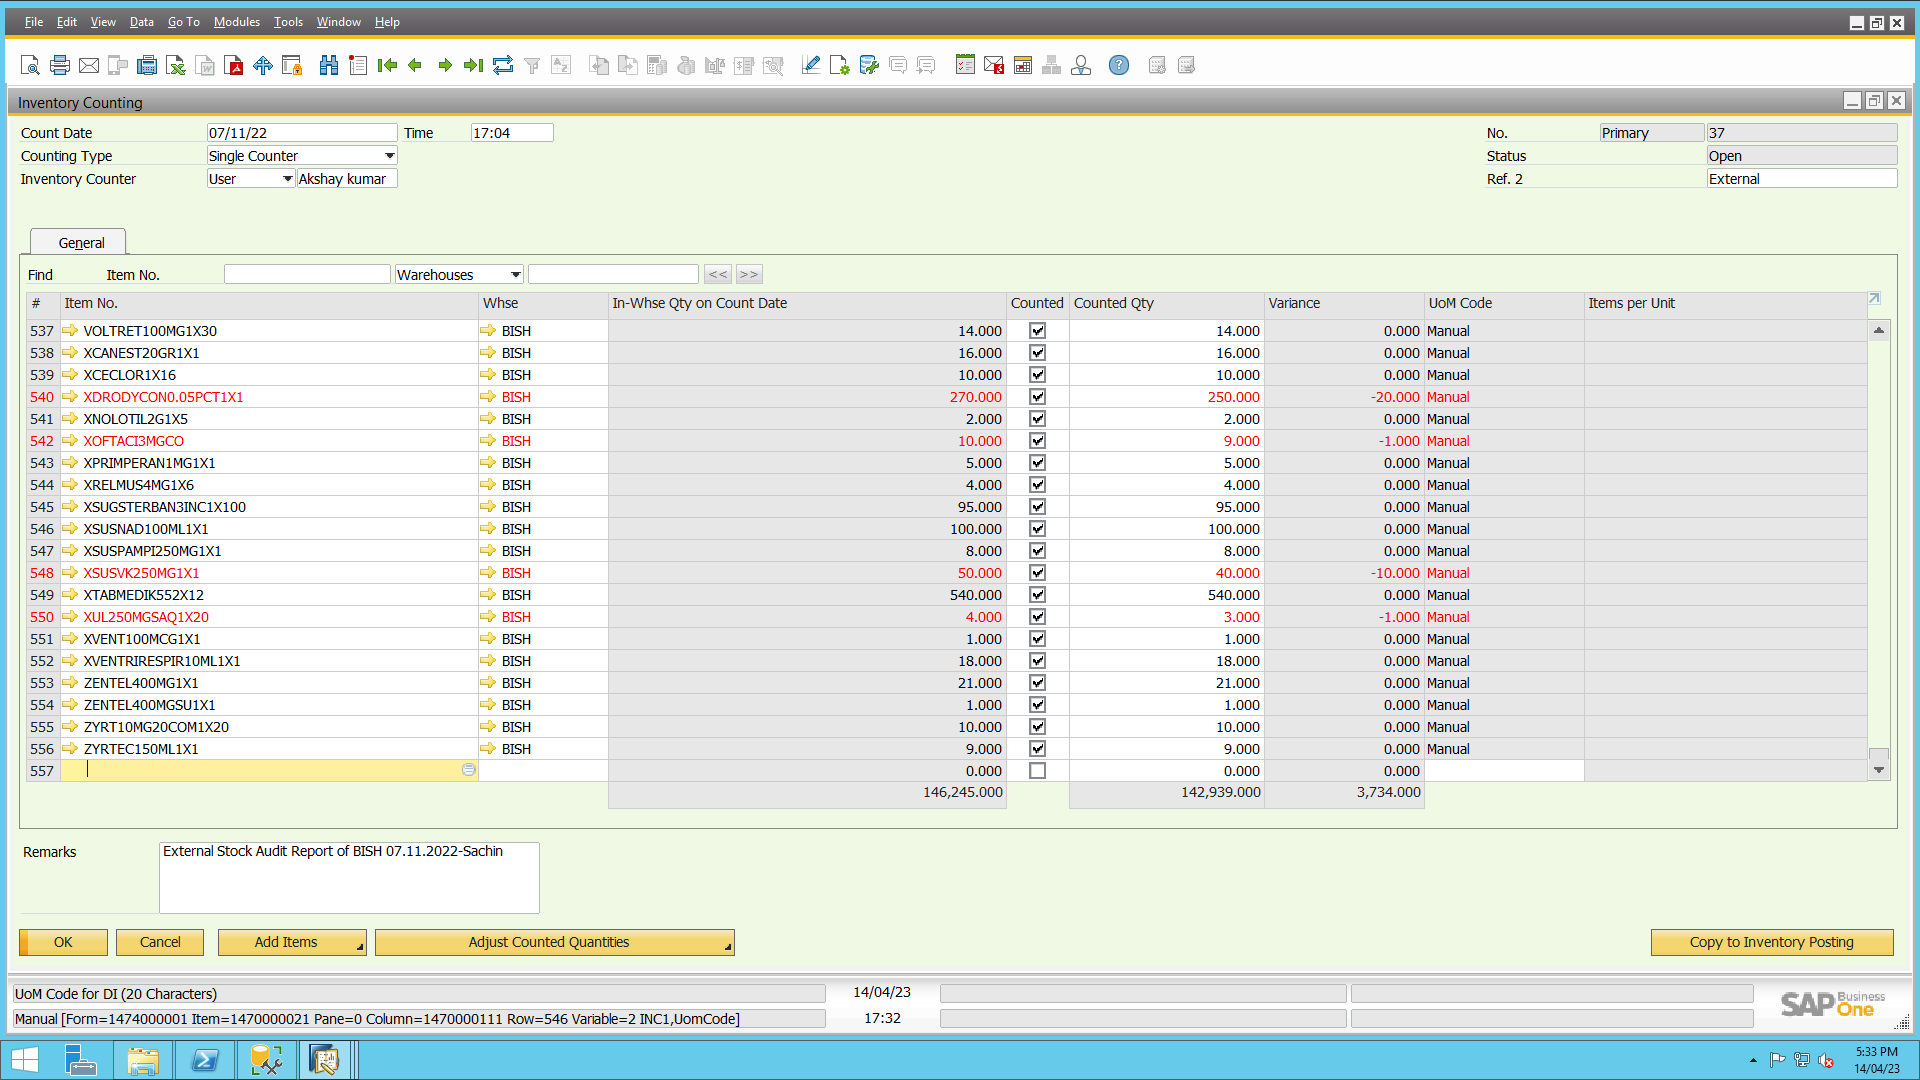 File Edit View Data Go To Modules Tools Window Help
Inventory Counting
Count Date 07/11/22 Time 17:04 No. Primary 37
Counting Type Single Counter Status Open
Inventory Counter User Akshay kumar Ref. 2 External
General
Find Item No. Warehouses << >>
# Item No. Whse In-Whse Qty on Count Date Counted Counted Qty Variance UoM Code Items per Unit
537 VOLTRET100MG1X30 BISH 14.000 14.000 0.000 Manual
538 XCANEST20GR1X1 BISH 16.000 16.000 0.000 Manual
539 XCECLOR1X16 BISH 10.000 10.000 0.000 Manual
540 XDRODYCON0.05PCT1X1 BISH 270.000 250.000 -20.000 Manual
541 XNOLOTIL2G1X5 BISH 2.000 2.000 0.000 Manual
542 XOFTACI3MGCO BISH 10.000 9.000 -1.000 Manual
543 XPRIMPERAN1MG1X1 BISH 5.000 5.000 0.000 Manual
544 XRELMUS4MG1X6 BISH 4.000 4.000 0.000 Manual
545 XSUGSTERBAN3INC1X100 BISH 95.000 95.000 0.000 Manual
546 XSUSNAD100ML1X1 BISH 100.000 100.000 0.000 Manual
547 XSUSPAMPI250MG1X1 BISH 8.000 8.000 0.000 Manual
548 XSUSVK250MG1X1 BISH 50.000 40.000 -10.000 Manual
549 XTABMEDIK552X12 BISH 540.000 540.000 0.000 Manual
550 XUL250MGSAQ1X20 BISH 4.000 3.000 -1.000 Manual
551 XVENT100MCG1X1 BISH 1.000 1.000 0.000 Manual
552 XVENTRIRESPIR10ML1X1 BISH 18.000 18.000 0.000 Manual
553 ZENTEL400MG1X1 BISH 21.000 21.000 0.000 Manual
554 ZENTEL400MGSU1X1 BISH 1.000 1.000 0.000 Manual
555 ZYRT10MG20COM1X20 BISH 10.000 10.000 0.000 Manual
556 ZYRTEC150ML1X1 BISH 9.000 9.000 0.000 Manual
557 0.000 0.000 0.000
146,245.000 142,939.000 3,734.000
Remarks External Stock Audit Report of BISH 07.11.2022-Sachin
OK Cancel Add Items Adjust Counted Quantities Copy to Inventory Posting
UoM Code for DI (20 Characters) 14/04/23
Manual [Form=1474000001 Item=1470000021 Pane=0 Column=1470000111 Row=546 Variable=2 INC1,UomCode] 17:32
SAP Business One
5:33 PM
14/04/23